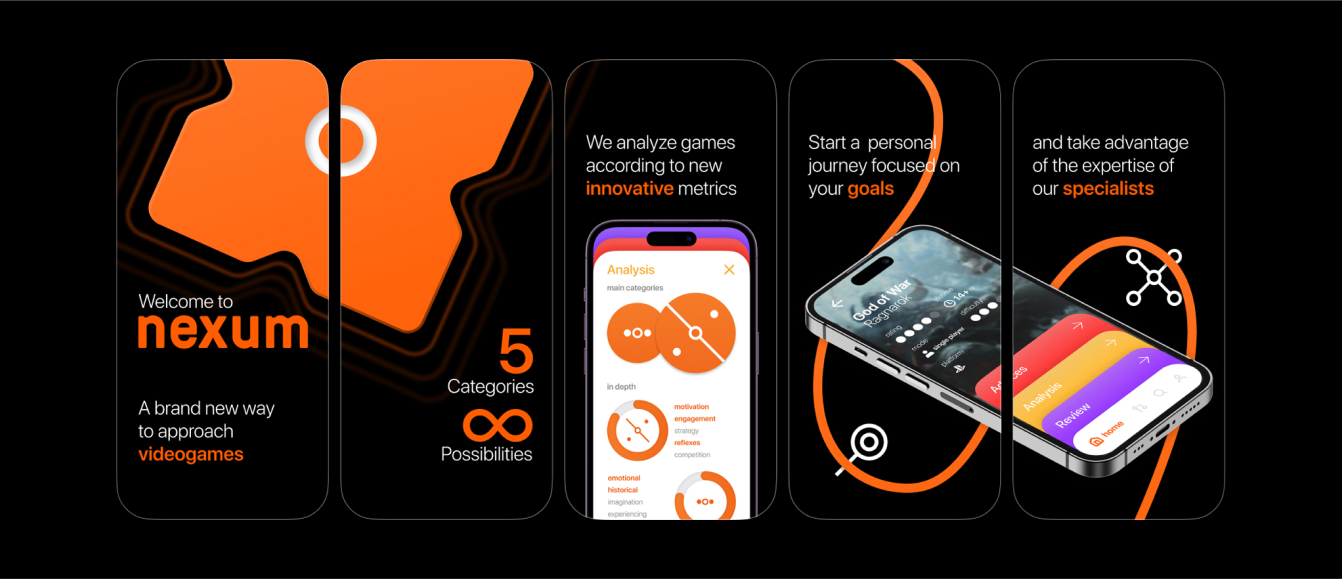 Welcome to
nexum
A brand new way
to approach
videogames
5
Categories
∞
Possibilities
We analyze games
according to new
innovative metrics
Analysis
main categories
in depth
motivation
engagement
strategy
reflexes
competition
emotional
historical
imagination
experiencing
Start a  personal
journey focused on
your goals
God of War
Ragnarok
14+
rating
difficulty
mode
single player
platform
and take advantage
of the expertise of
our specialists
Analysis
Review
home